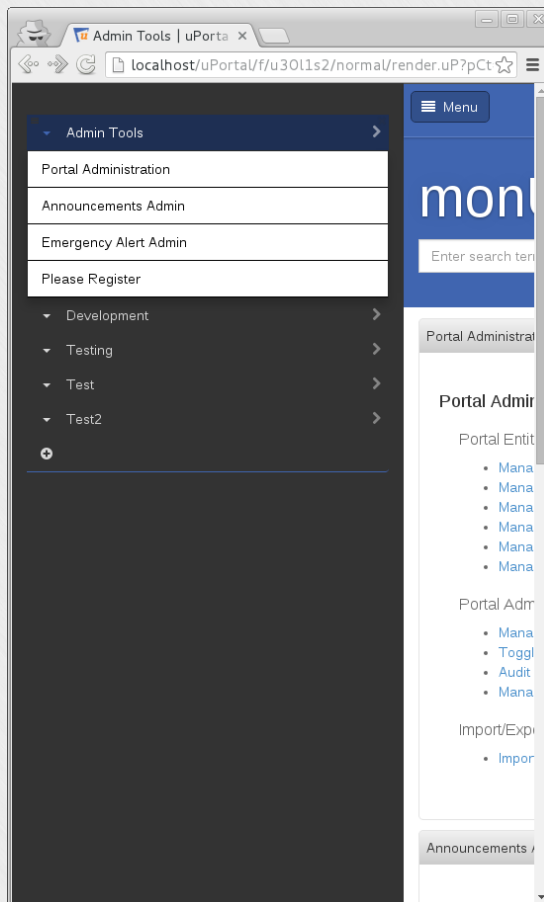 Admin Tools | uPorta
localhost/uPortal/f/u30l1s2/normal/render.uP?pCt
Admin Tools
Portal Administration
Announcements Admin
Emergency Alert Admin
Please Register
Development
Testing
Test
Test2
Menu
mon
Enter search ter
Portal Administrat
Portal Admin
Portal Entit
Mana
Mana
Mana
Mana
Mana
Mana
Portal Adm
Mana
Toggl
Audit
Mana
Import/Expo
Import
Announcements A